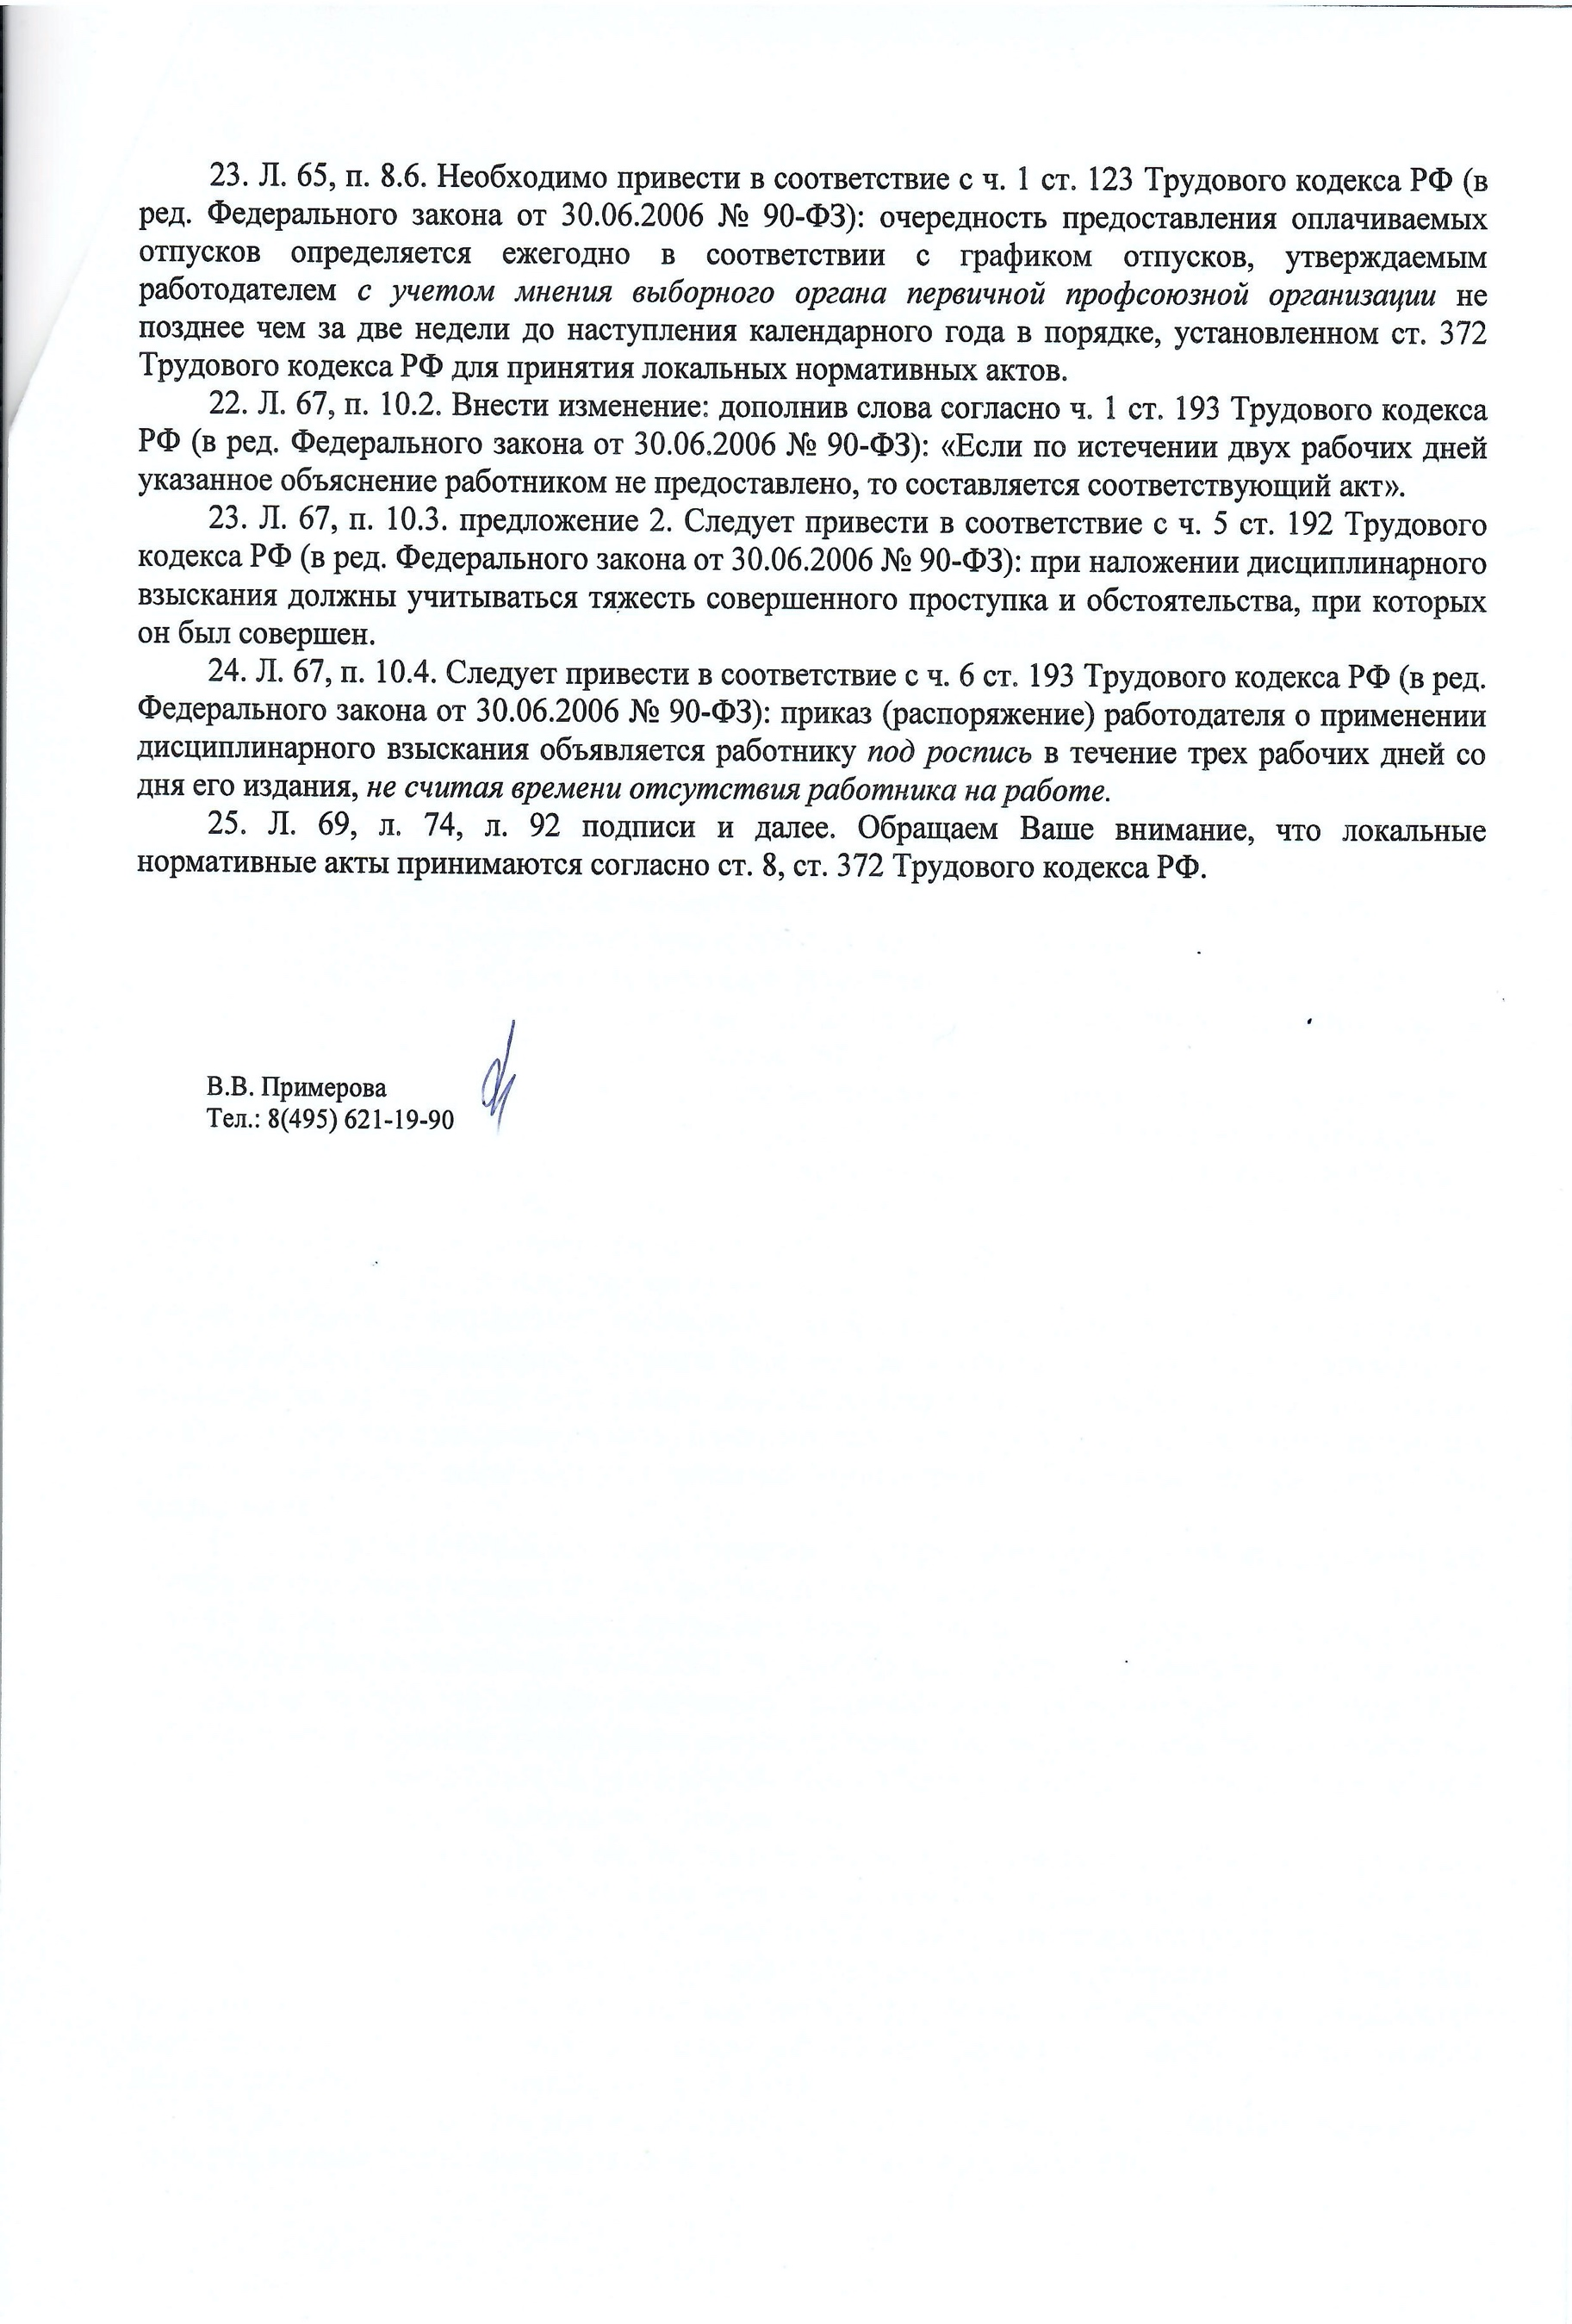 23. Л. 65, п. 8.6. Необходимо привести в соответствие с ч. 1 ст. 123 Трудового кодекса РФ (в
ред. Федерального закона от 30.06.2006 № 90-ФЗ): очередность предоставления оплачиваемых
отпусков определяется ежегодно в соответствии с графиком отпусков, утверждаемым
работодателем с учетом мнения выборного органа первичной профсоюзной организации не
позднее чем за две недели до наступления календарного года в порядке, установленном ст. 372
Трудового кодекса РФ для принятия локальных нормативных актов.
22. Л. 67, п. 10.2. Внести изменение: дополнив слова согласно ч. 1 ст. 193 Трудового кодекса
РФ (в ред. Федерального закона от 30.06.2006 № 90-ФЗ): «Если по истечении двух рабочих дней
указанное объяснение работником не предоставлено, то составляется соответствующий акт».
23. Л. 67, п. 10.3. предложение 2. Следует привести в соответствие с ч. 5 ст. 192 Трудового
кодекса РФ (в ред. Федерального закона от 30.06.2006 № 90-ФЗ): при наложении дисциплинарного
взыскания должны учитываться тяжесть совершенного проступка и обстоятельства, при которых
он был совершен.
24. Л. 67, п. 10.4. Следует привести в соответствие с ч. 6 ст. 193 Трудового кодекса РФ (в ред.
Федерального закона от 30.06.2006 № 90-ФЗ): приказ (распоряжение) работодателя о применении
дисциплинарного взыскания объявляется работнику под роспись в течение трех рабочих дней со
дня его издания, не считая времени отсутствия работника на работе.
25. Л. 69, л. 74, л. 92 подписи и далее. Обращаем Ваше внимание, что локальные
нормативные акты принимаются согласно ст. 8, ст. 372 Трудового кодекса РФ.
В.В. Примерова
Тел.: 8(495) 621-19-90